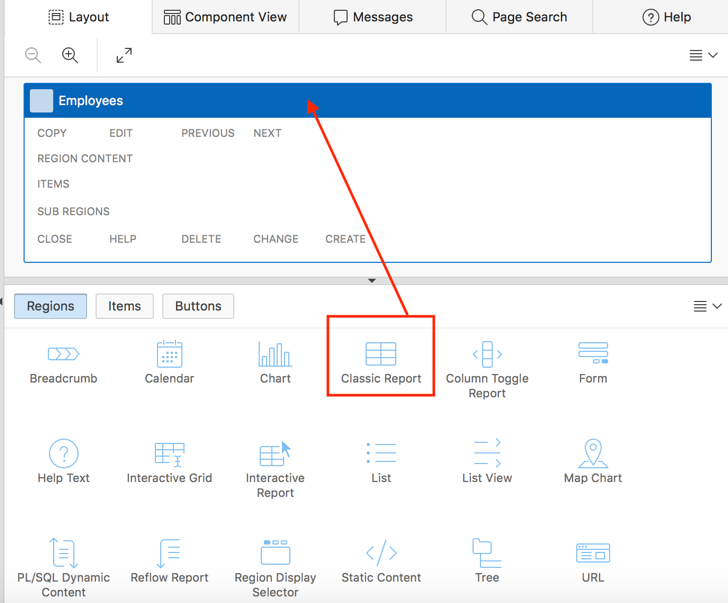 Layout Component View Messages Page Search Help
Employees
COPY EDIT PREVIOUS NEXT
REGION CONTENT
ITEMS
SUB REGIONS
CLOSE HELP DELETE CHANGE CREATE
Regions Items Buttons
Breadcrumb Calendar Chart Classic Report Column Toggle Form
Report
Help Text Interactive Grid Interactive List List View Map Chart
Report
PL/SQL Dynamic Reflow Report Region Display Static Content Tree URL
Content Selector